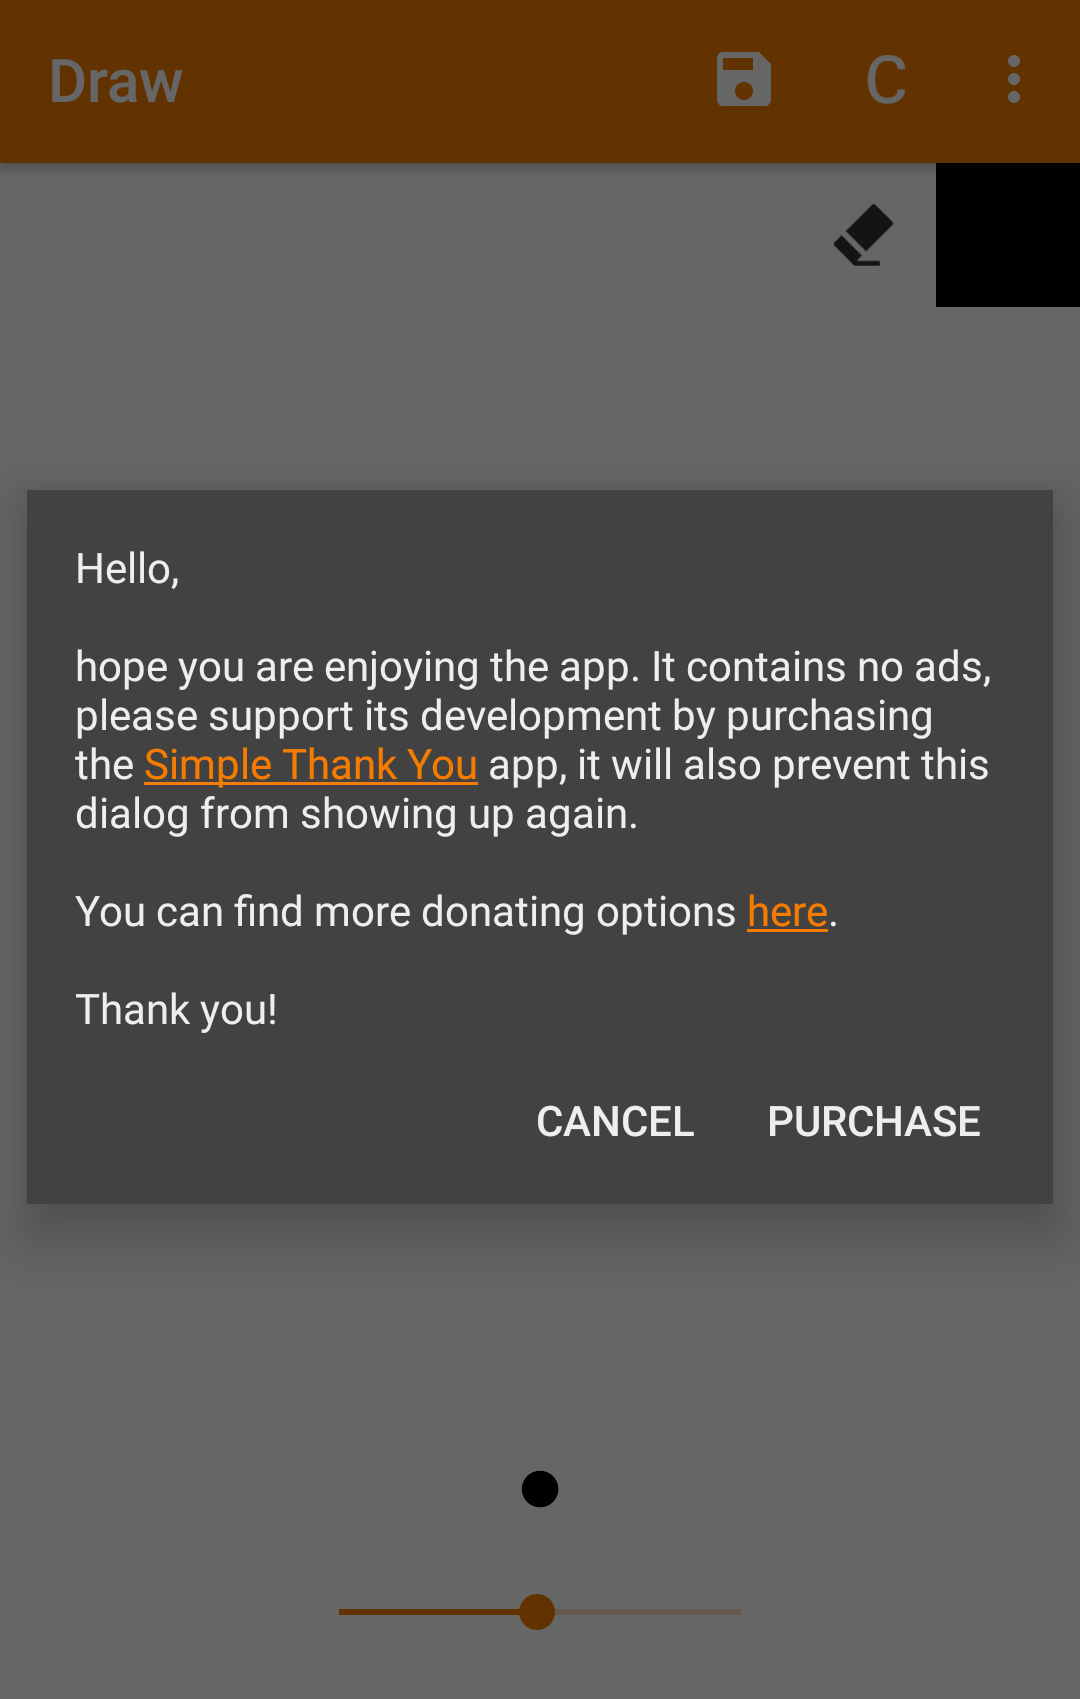 Draw C
Hello,
hope you are enjoying the app. It contains no ads,
please support its development by purchasing
the Simple Thank You app, it will also prevent this
dialog from showing up again.
You can find more donating options here.
Thank you!
CANCEL PURCHASE